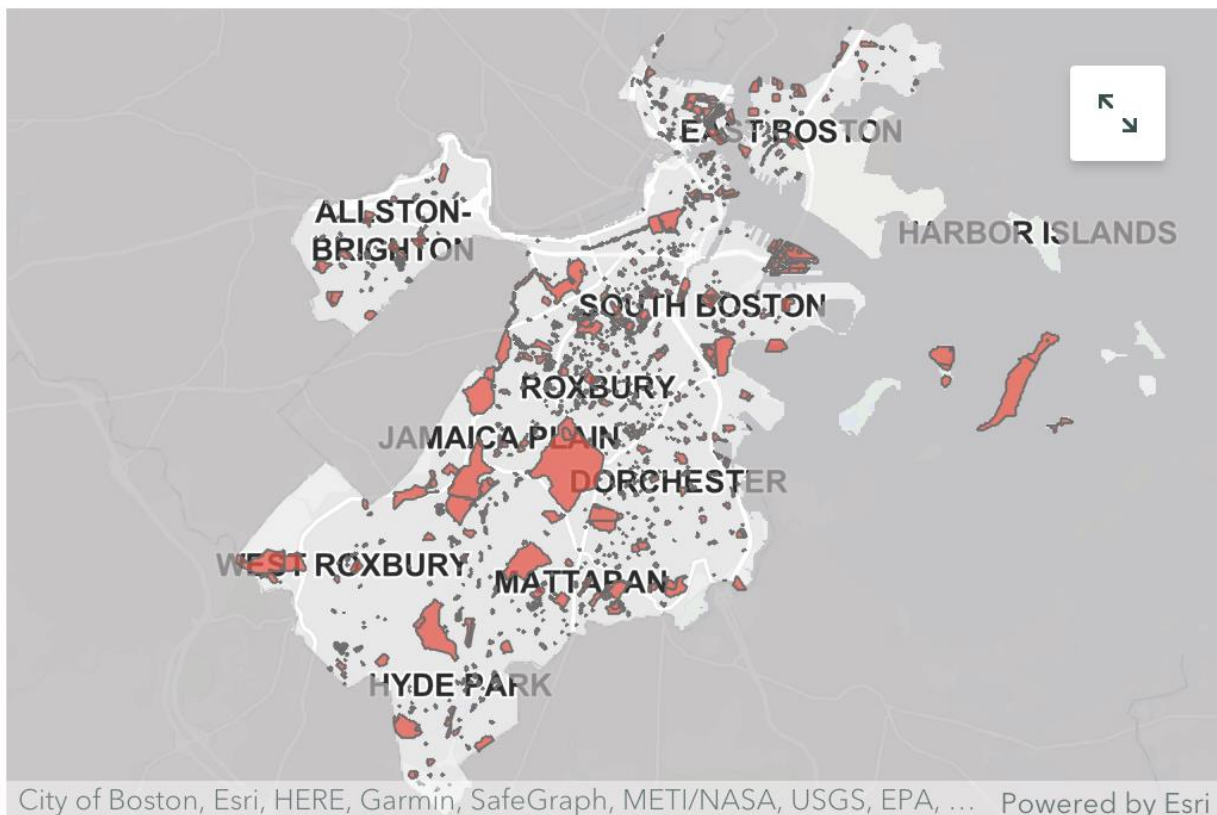 EAST BOSTON
ALLSTON-
BRIGHTON
HARBOR ISLANDS
SOUTH BOSTON
ROXBURY
JAMAICA PLAIN
DORCHESTER
WEST ROXBURY
MATTAPAN
HYDE PARK
City of Boston, Esri, HERE, Garmin, SafeGraph, METI/NASA, USGS, EPA, ... Powered by Esri